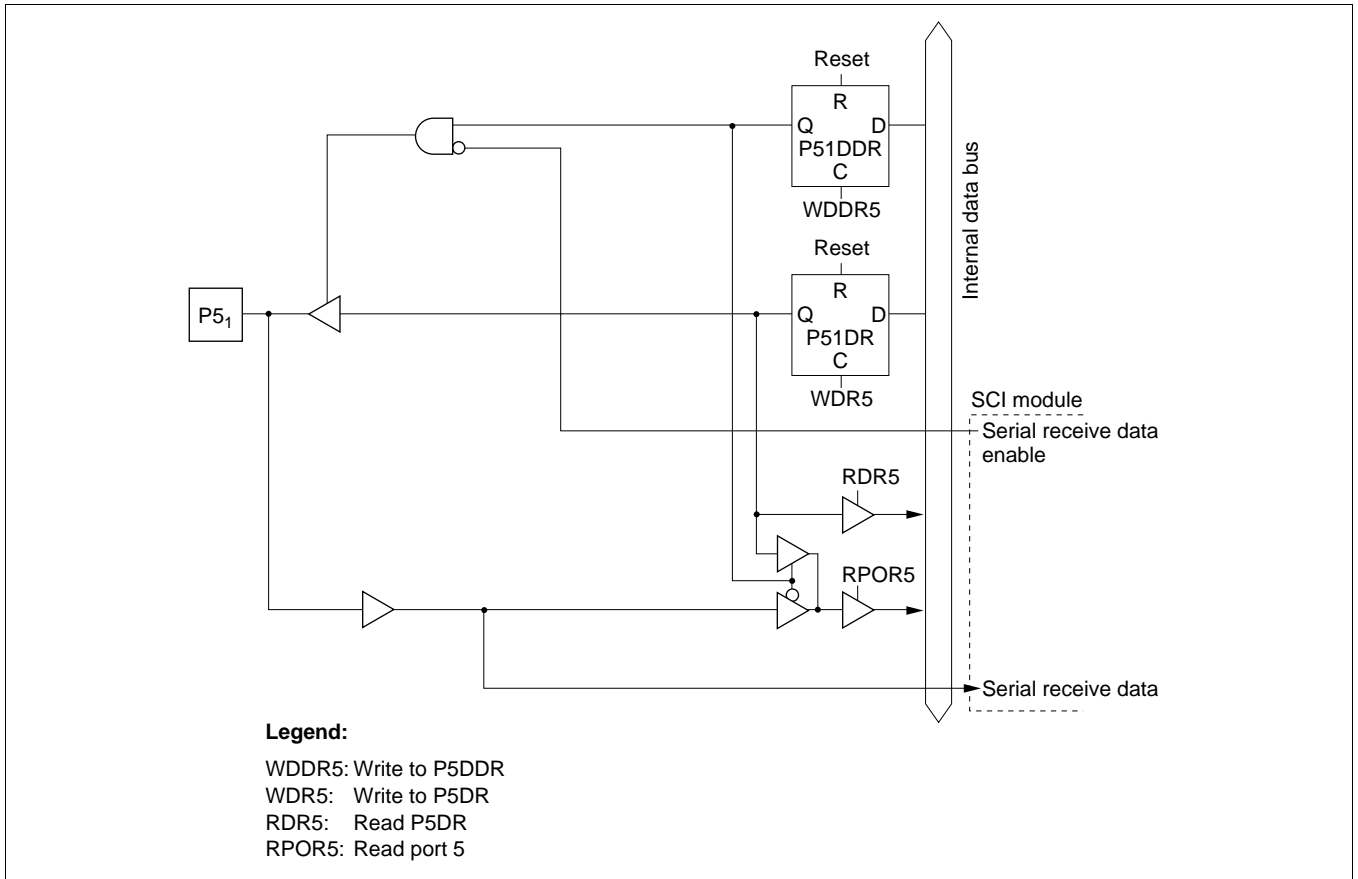 Reset
R
Q D
P51DDR
C
WDDR5
Reset
R
Q D
P51DR
C
WDR5
P5₁
Internal data bus
SCI module
Serial receive data
enable
RDR5
RPOR5
Serial receive data
Legend:
WDDR5: Write to P5DDR
WDR5: Write to P5DR
RDR5: Read P5DR
RPOR5: Read port 5